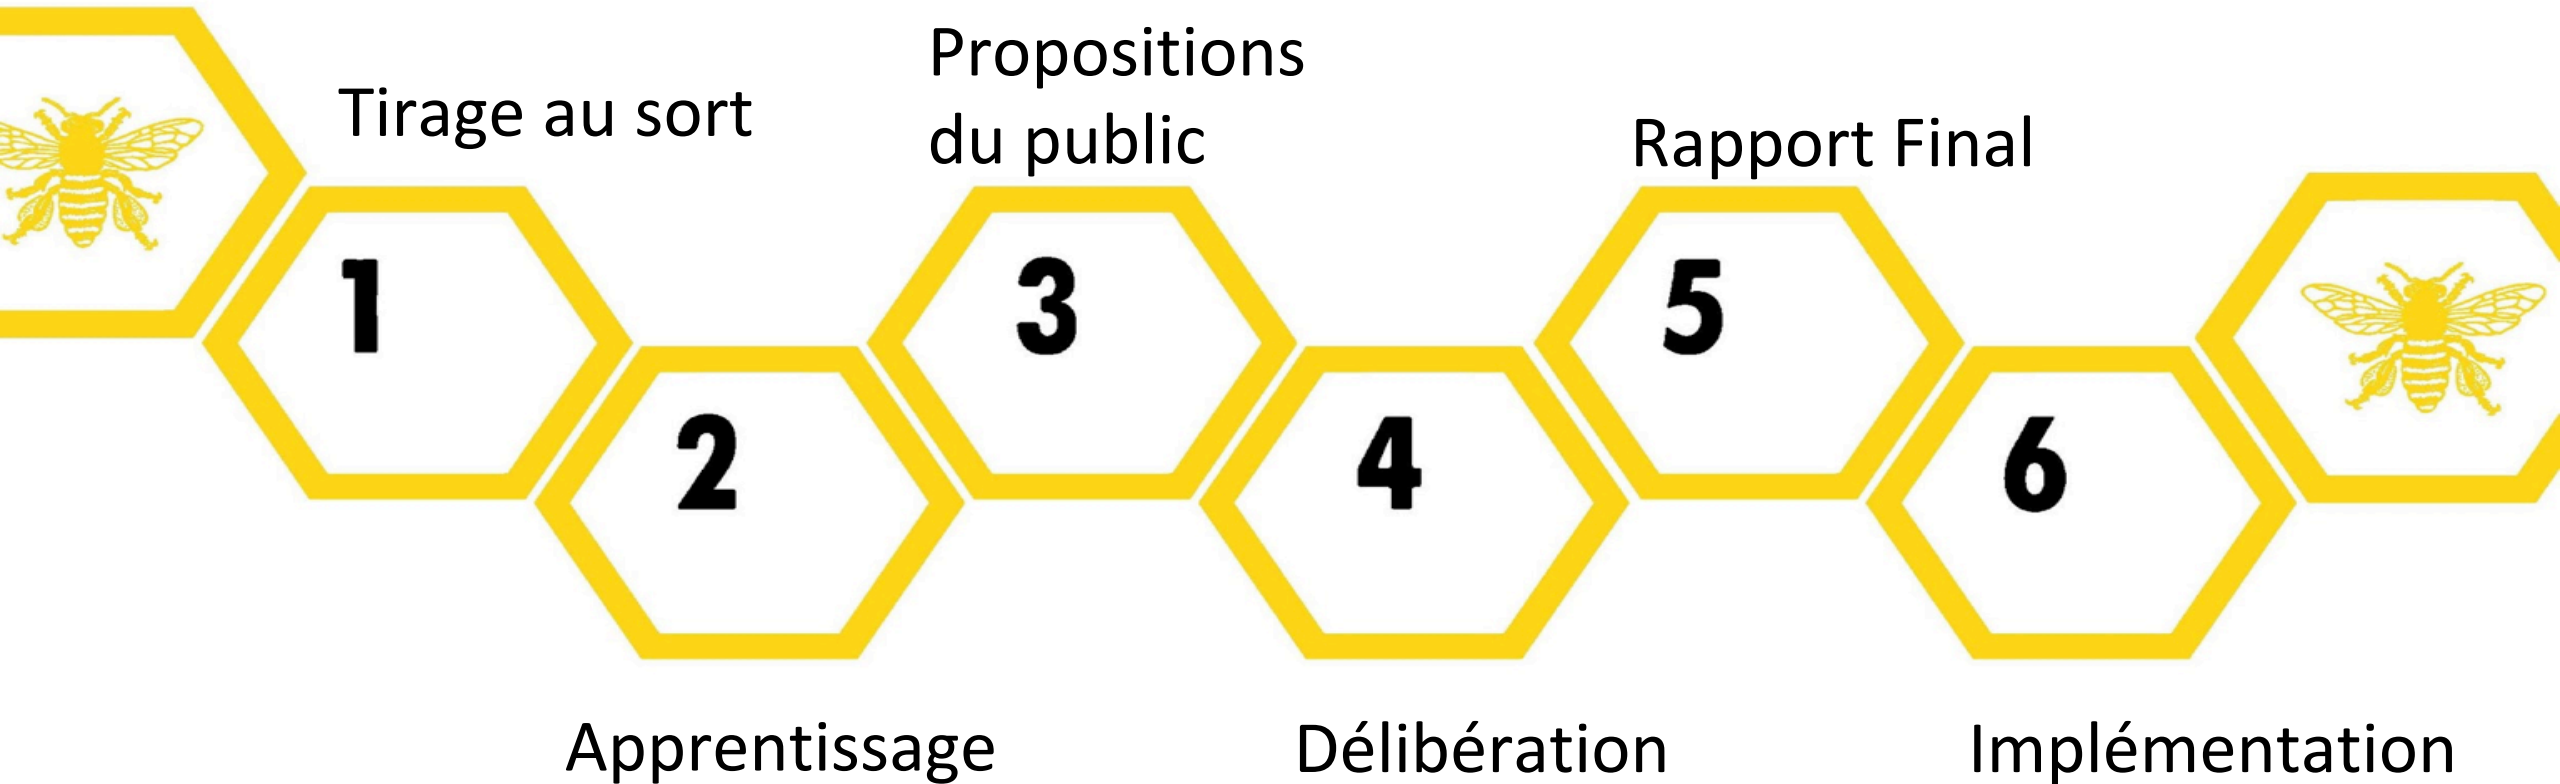 Tirage au sort
1
Apprentissage
2
Propositions
du public
3
Délibération
4
Rapport Final
5
Implémentation
6